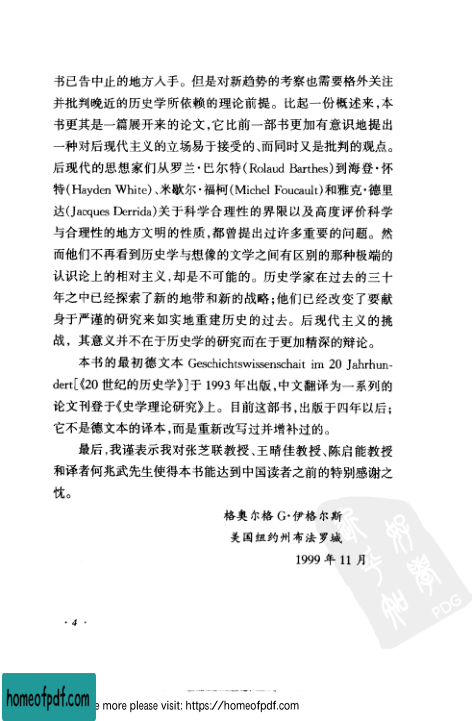 书已告中止的地方入手。但是对新趋势的考察也需要格外关注
并批判晚近的历史学所依赖的理论前提。比起一份概述来，本
书更其是一篇展开来的论文，它比前一部书更加有意识地提出
一种对后现代主义的立场易于接受的、而同时又是批判的观点。
后现代的思想家们从罗兰·巴尔特(Rolaud Barthes)到海登·怀
特(Hayden White)、米歇尔·福柯(Michel Foucault)和雅克·德里
达(Jacques Derrida)关于科学合理性的界限以及高度评价科学
与合理性的地方文明的性质，都曾提出过许多重要的问题。然
而他们不再看到历史学与想像的文学之间有区别的那种极端的
认识论上的相对主义，却是不可能的。历史学家在过去的三十
年之中已经探索了新的地带和新的战略；他们已经改变了要献
身于严谨的研究来如实地重建历史的过去。后现代主义的挑
战，其意义并不在于历史学的研究而在于更加精深的辩论。
本书的最初德文本 Geschichtswissenschait im 20 Jahrhun-
dert[《20 世纪的历史学》]于 1993 年出版，中文翻译为一系列的
论文刊登于《史学理论研究》上。目前这部书，出版于四年以后；
它不是德文本的译本，而是重新改写过并增补过的。
最后，我谨表示我对张芝联教授、王晴佳教授、陈启能教授
和译者何兆武先生使得本书能达到中国读者之前的特别感谢之
忱。
格奥尔格 G·伊格尔斯
美国纽约州布法罗城
1999 年 11 月
PDG
· 4 ·
homeofpdf.com
e more please visit: https://homeofpdf.com